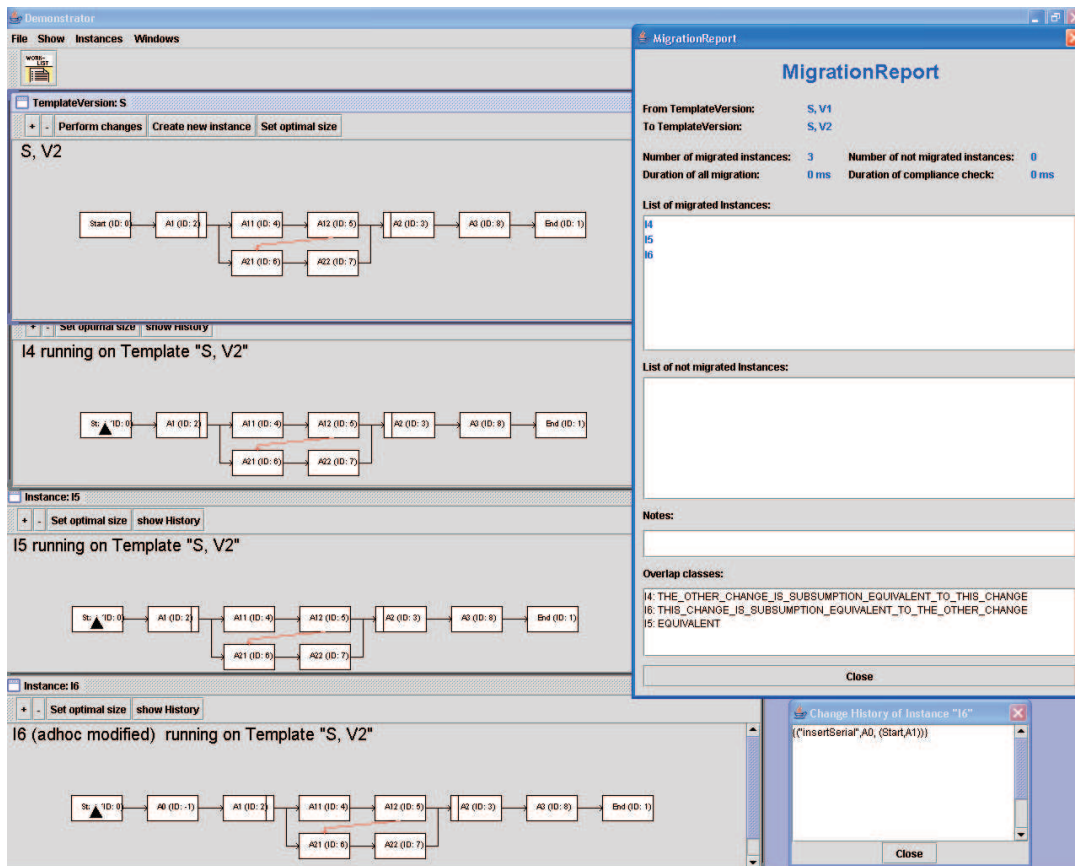 Demonstrator
File Show Instances Windows
WORK-
LIST
TemplateVersion: S
+ - Perform changes Create new instance Set optimal size
S, V2
Start (ID: 0) A1 (ID: 2) A11 (ID: 4) A12 (ID: 5) A2 (ID: 3) A3 (ID: 8) End (ID: 1)
A21 (ID: 6) A22 (ID: 7)
+ - Set optimal size show History
I4 running on Template "S, V2"
A1 (ID: 2) A11 (ID: 4) A12 (ID: 5) A2 (ID: 3) A3 (ID: 8) End (ID: 1)
A21 (ID: 6) A22 (ID: 7)
Instance: I5
+ - Set optimal size show History
I5 running on Template "S, V2"
A1 (ID: 2) A11 (ID: 4) A12 (ID: 5) A2 (ID: 3) A3 (ID: 8) End (ID: 1)
A21 (ID: 6) A22 (ID: 7)
Instance: I6
+ - Set optimal size show History
I6 (adhoc modified) running on Template "S, V2"
A0 (ID: -1) A1 (ID: 2) A11 (ID: 4) A12 (ID: 5) A2 (ID: 3) A3 (ID: 8) End (ID: 1)
A21 (ID: 6) A22 (ID: 7)
MigrationReport
MigrationReport
From TemplateVersion: S, V1
To TemplateVersion: S, V2
Number of migrated instances: 3 Number of not migrated instances: 0
Duration of all migration: 0 ms Duration of compliance check: 0 ms
List of migrated Instances:
I4
I5
I6
List of not migrated Instances:
Notes:
Overlap classes:
I4: THE_OTHER_CHANGE_IS_SUBSUMPTION_EQUIVALENT_TO_THIS_CHANGE
I6: THIS_CHANGE_IS_SUBSUMPTION_EQUIVALENT_TO_THE_OTHER_CHANGE
I5: EQUIVALENT
Close
Change History of Instance "I6"
(("insertSerial",A0, (Start,A1)))
Close